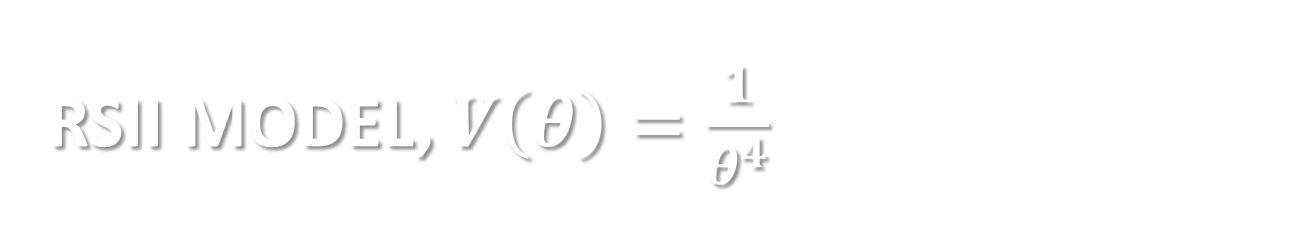 RSII MODEL, 𝑉(𝜃) = 1/𝜃⁴